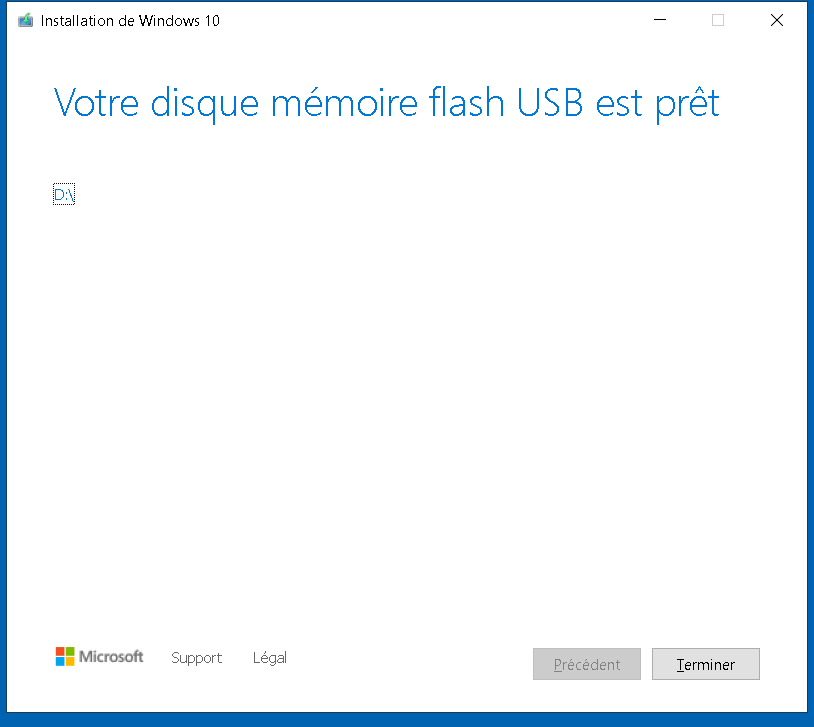 Installation de Windows 10
Votre disque mémoire flash USB est prêt
D:\
Microsoft Support Légal Précédent Terminer